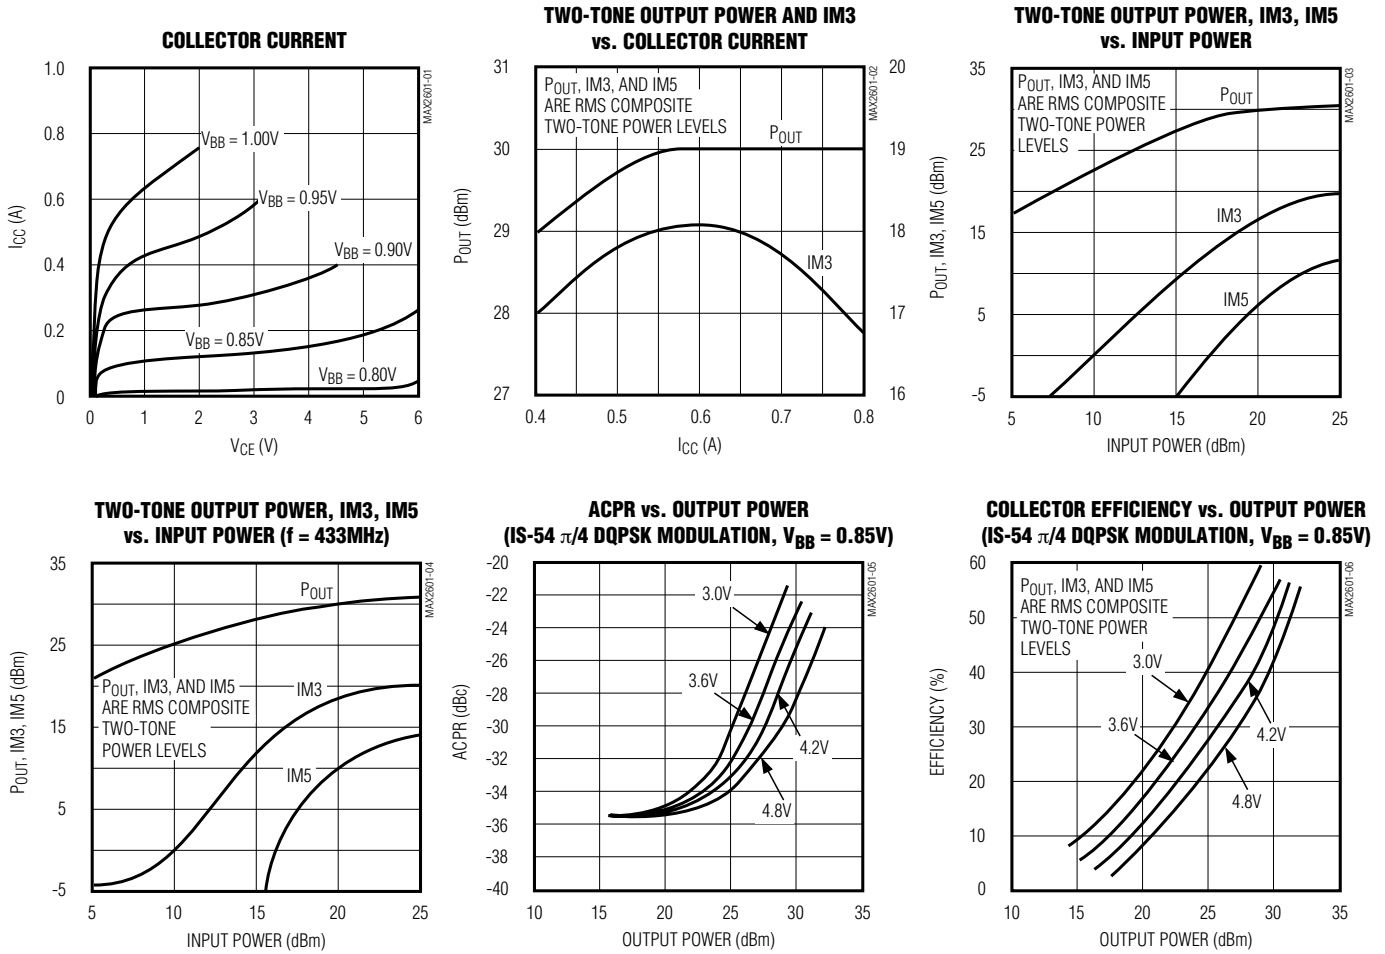 COLLECTOR CURRENT
1.0
0.8
0.6
0.4
0.2
0
ICC (A)
VBB = 1.00V
VBB = 0.95V
VBB = 0.90V
VBB = 0.85V
VBB = 0.80V
MAX2601-01
0 1 2 3 4 5 6
VCE (V)
TWO-TONE OUTPUT POWER AND IM3
vs. COLLECTOR CURRENT
31
30
29
28
27
POUT (dBm)
POUT, IM3, AND IM5
ARE RMS COMPOSITE
TWO-TONE POWER LEVELS
POUT
IM3
MAX2601-02
20
19
18
17
16
0.4 0.5 0.6 0.7 0.8
ICC (A)
TWO-TONE OUTPUT POWER, IM3, IM5
vs. INPUT POWER
35
25
15
5
-5
POUT, IM3, IM5 (dBm)
POUT, IM3, AND IM5
ARE RMS COMPOSITE
TWO-TONE POWER
LEVELS
POUT
IM3
IM5
MAX2601-03
5 10 15 20 25
INPUT POWER (dBm)
TWO-TONE OUTPUT POWER, IM3, IM5
vs. INPUT POWER (f = 433MHz)
35
25
15
5
-5
POUT, IM3, IM5 (dBm)
POUT
POUT, IM3, AND IM5
ARE RMS COMPOSITE
TWO-TONE
POWER LEVELS
IM3
IM5
MAX2601-04
5 10 15 20 25
INPUT POWER (dBm)
ACPR vs. OUTPUT POWER
(IS-54 π/4 DQPSK MODULATION, VBB = 0.85V)
-20
-22
-24
-26
-28
-30
-32
-34
-36
-38
-40
ACPR (dBc)
3.0V
3.6V
4.2V
4.8V
MAX2601-05
10 15 20 25 30 35
OUTPUT POWER (dBm)
COLLECTOR EFFICIENCY vs. OUTPUT POWER
(IS-54 π/4 DQPSK MODULATION, VBB = 0.85V)
60
50
40
30
20
10
0
EFFICIENCY (%)
POUT, IM3, AND IM5
ARE RMS COMPOSITE
TWO-TONE POWER
LEVELS
3.0V
3.6V
4.2V
4.8V
MAX2601-06
10 15 20 25 30 35
OUTPUT POWER (dBm)